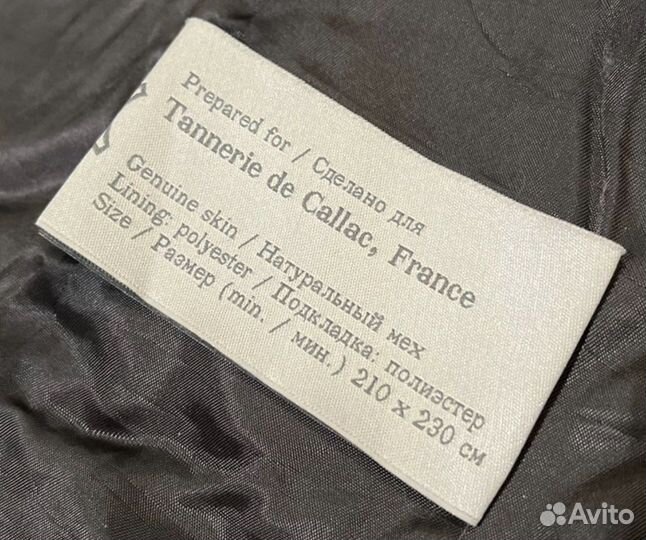 Prepared for / Сделано для
Tannerie de Callac, France
Genuine skin / Натуральный мех
Lining: polyester / Подкладка: полиэстер
Size / Размер (min. / мин.) 210 x 230 см
Avito